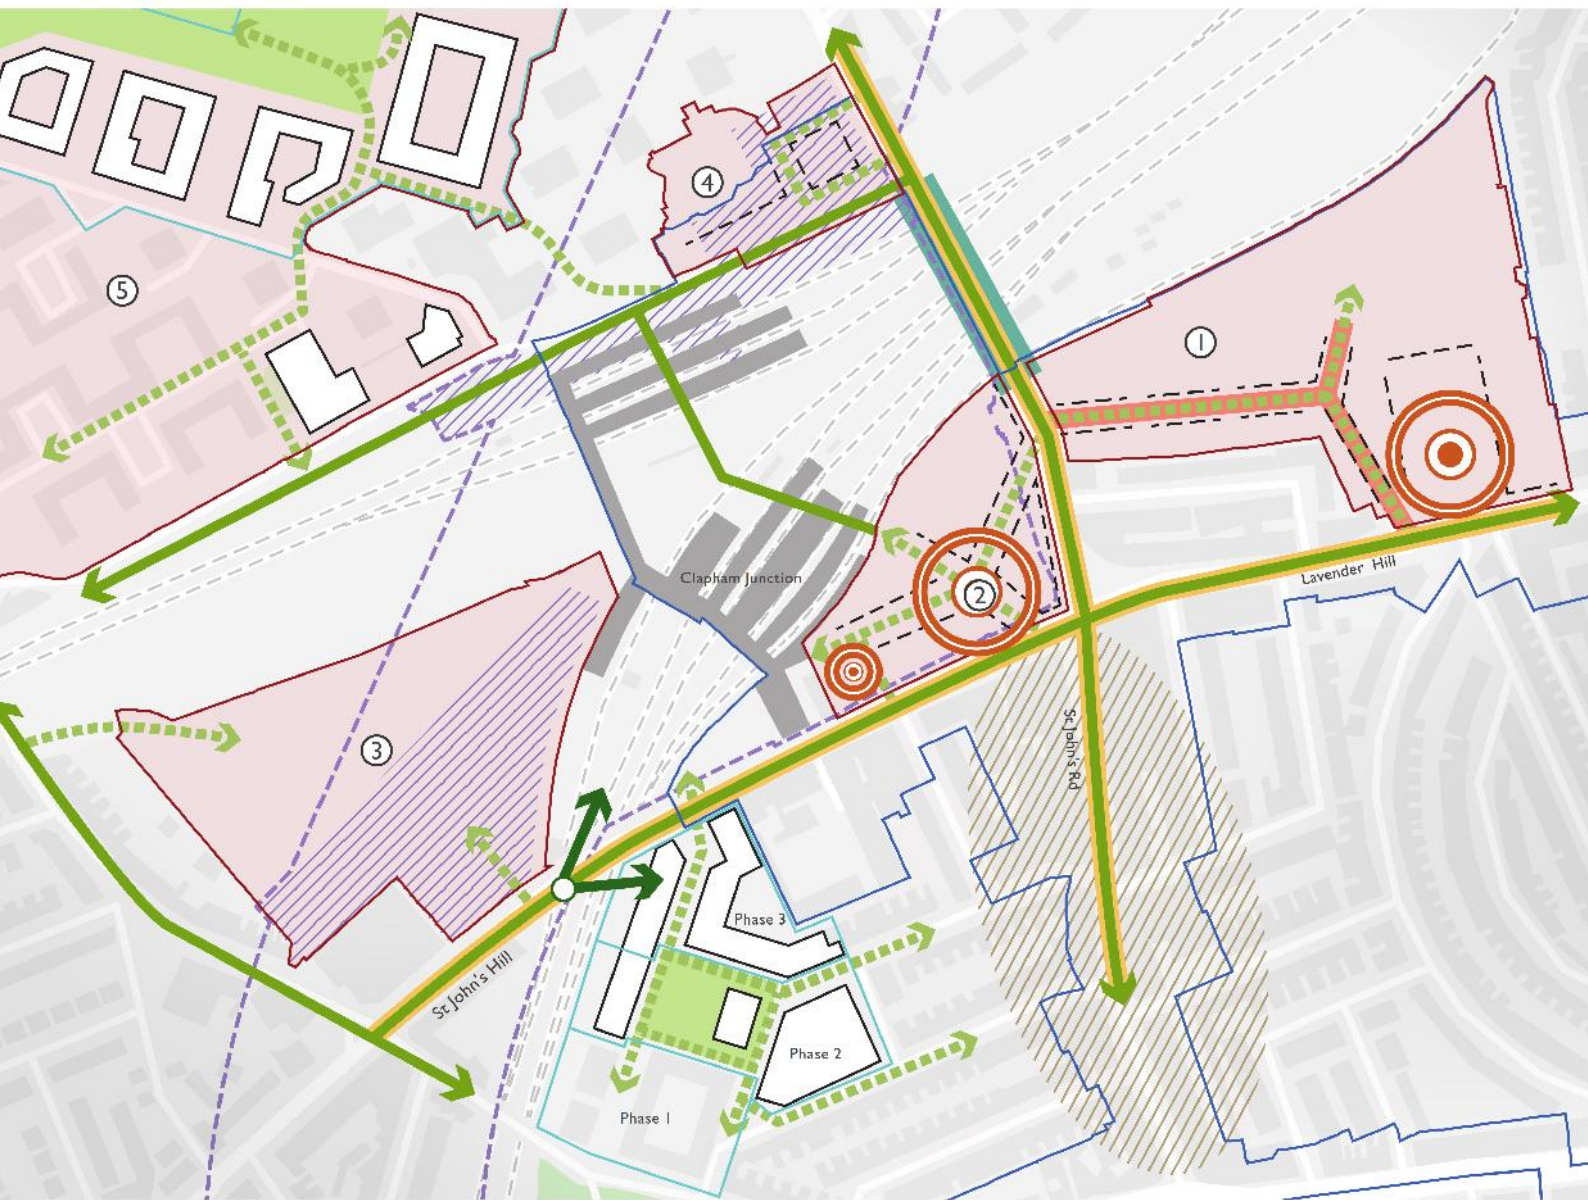 4
5
1
Clapham Junction
2
Lavender Hill
3
St John's Rd
Phase 3
St John's Hill
Phase 2
Phase 1